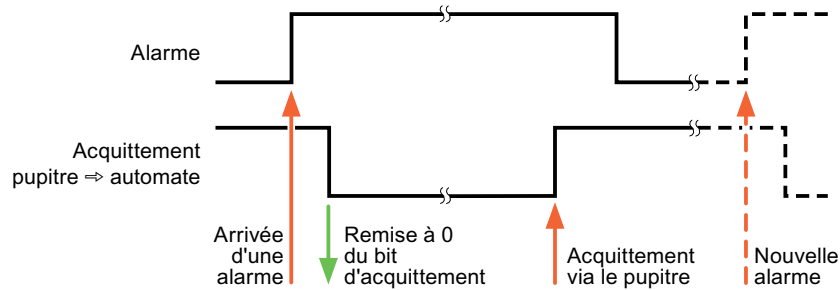 Alarme
Acquittement
pupitre ⇨ automate
Arrivée
d'une
alarme
Remise à 0
du bit
d'acquittement
Acquittement
via le pupitre
Nouvelle
alarme